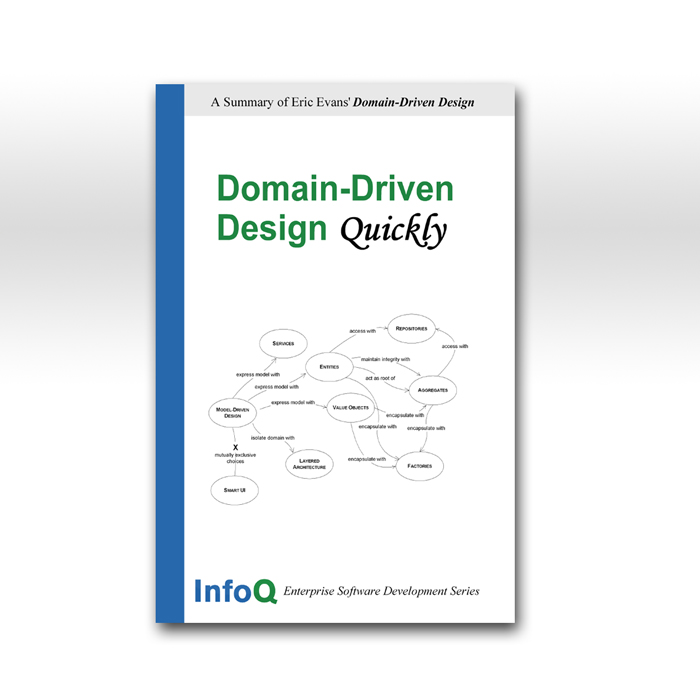 A Summary of Eric Evans' Domain-Driven Design
Domain-Driven
Design Quickly
access with
REPOSITORIES
SERVICES
access with
ENTITIES
maintain integrity with
express model with
act as root of
express model with
AGGREGATES
express model with
VALUE OBJECTS
MODEL-DRIVEN
DESIGN
encapsulate with
encapsulate with
encapsulate with
isolate domain with
X
mutually exclusive
choices
encapsulate with
LAYERED
ARCHITECTURE
FACTORIES
SMART UI
InfoQ Enterprise Software Development Series